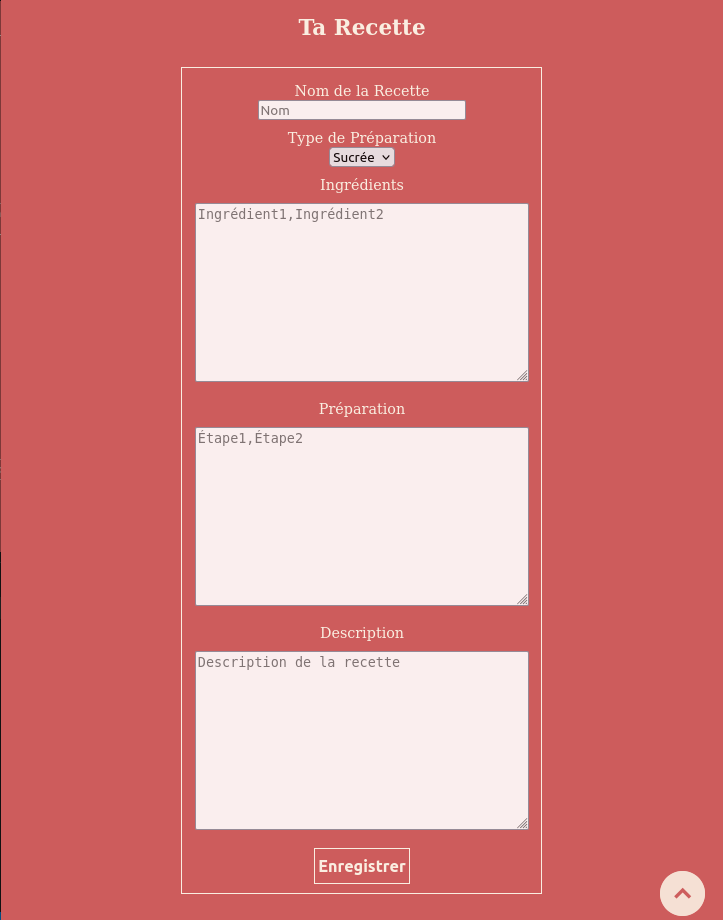 Ta Recette
Nom de la Recette
Nom
Type de Préparation
Sucrée
Ingrédients
Ingrédient1,Ingrédient2
Préparation
Étape1,Étape2
Description
Description de la recette
Enregistrer